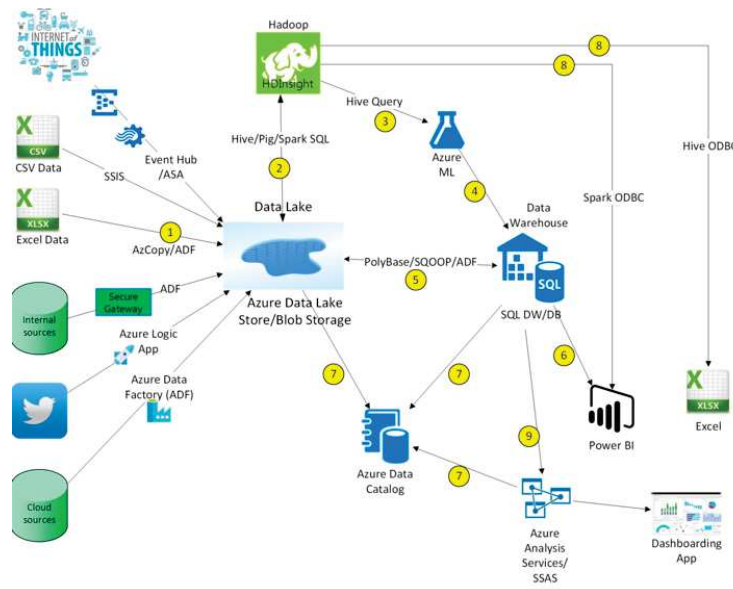 INTERNET of
THINGS
Hadoop
HDInsight
8
8
Hive Query
3
Azure
ML
Hive/Pig/Spark SQL
2
Event Hub
/ASA
CSV
CSV Data
SSIS
Hive ODBC
4
Data
Warehouse
Spark ODBC
XLSX
Excel Data
1
AzCopy/ADF
Data Lake
PolyBase/SQOOP/ADF
5
SQL
SQL DW/DB
Internal
sources
Secure
Gateway
ADF
Azure Data Lake
Store/Blob Storage
Azure Logic
App
Azure Data
Factory (ADF)
7
7
6
XLSX
Excel
Power BI
9
Azure Data
Catalog
7
Cloud
sources
Azure
Analysis
Services/
SSAS
Dashboarding
App